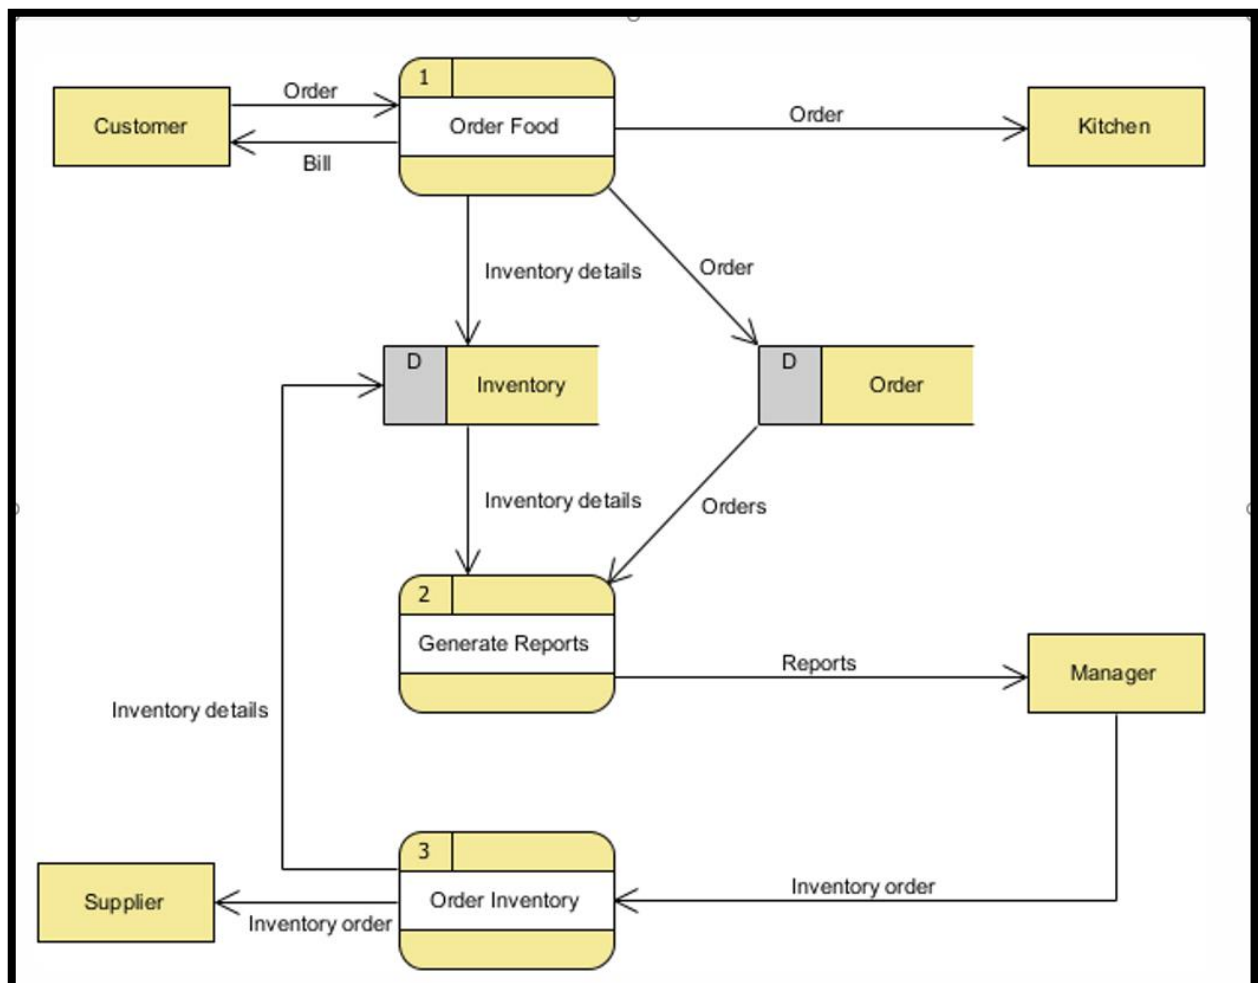 1
Order
Customer
Order Food
Order
Kitchen
Bill
Inventory details
Order
D
Inventory
D
Order
Inventory details
Orders
2
Generate Reports
Reports
Manager
Inventory details
3
Supplier
Order Inventory
Inventory order
Inventory order